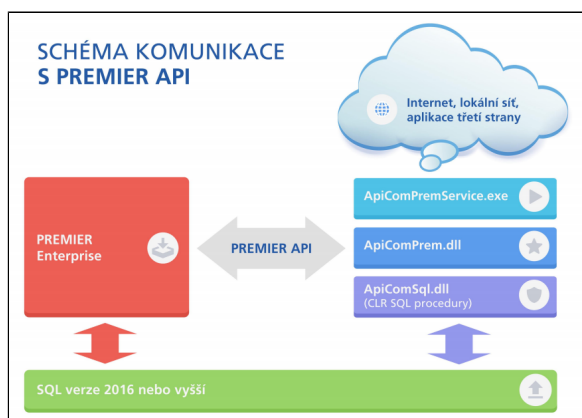 SCHÉMA KOMUNIKACE
S PREMIER API
Internet, lokální síť,
aplikace třetí strany
ApiComPremService.exe
PREMIER
Enterprise
PREMIER API
ApiComPrem.dll
ApiComSql.dll
(CLR SQL procedury)
SQL verze 2016 nebo vyšší